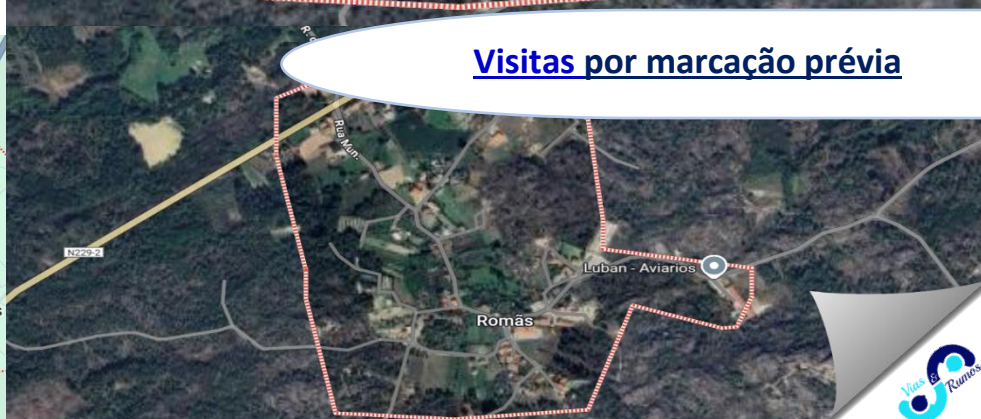 Visitas por marcação prévia
Rua Mun.
N229-2
Luban - Aviarios
Romãs
Vias & Rumos